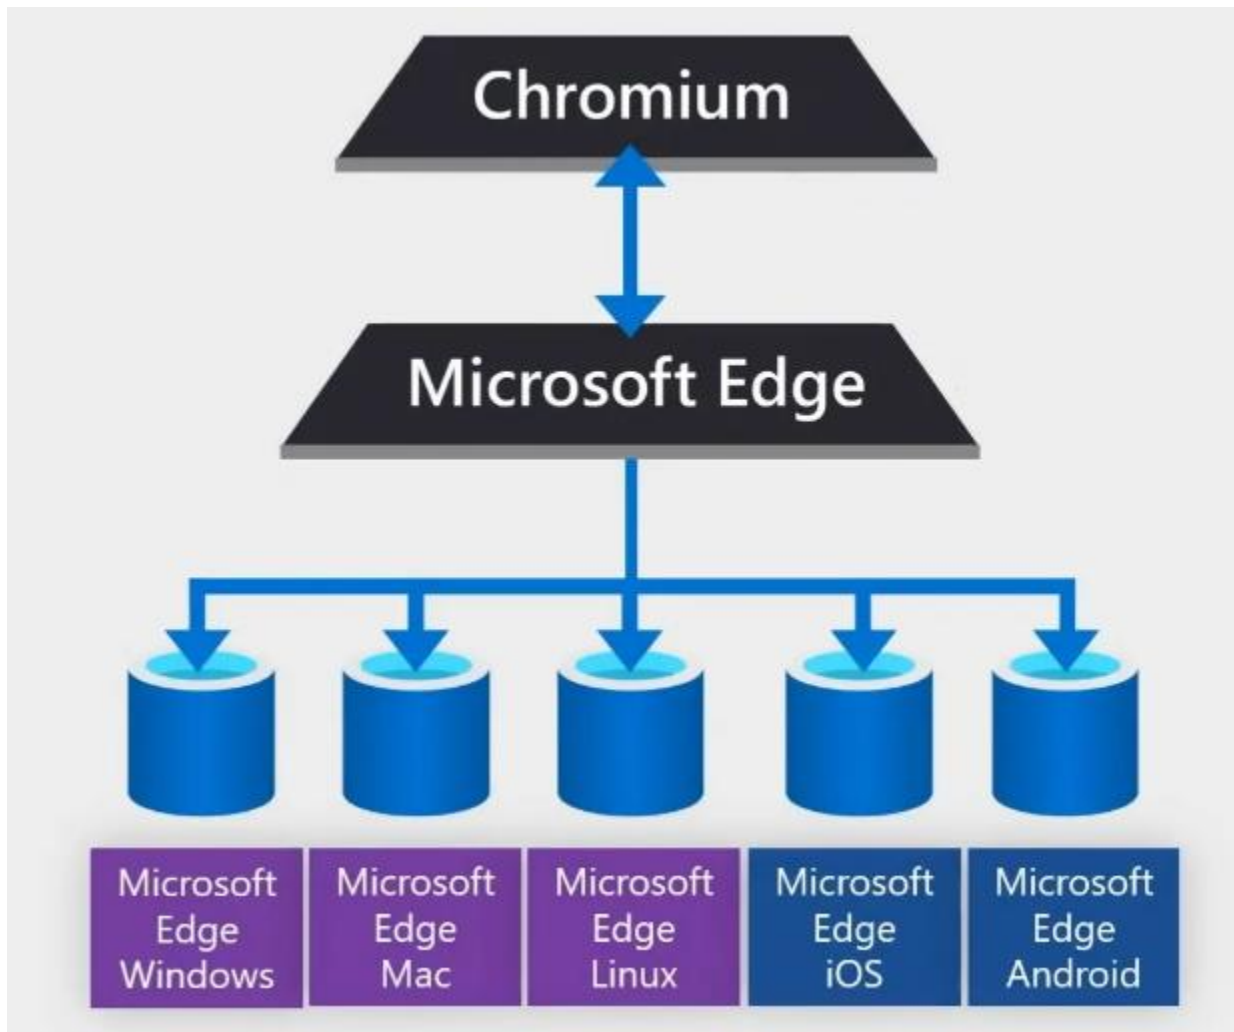 Chromium
Microsoft Edge
Microsoft
Edge
Windows
Microsoft
Edge
Mac
Microsoft
Edge
Linux
Microsoft
Edge
iOS
Microsoft
Edge
Android